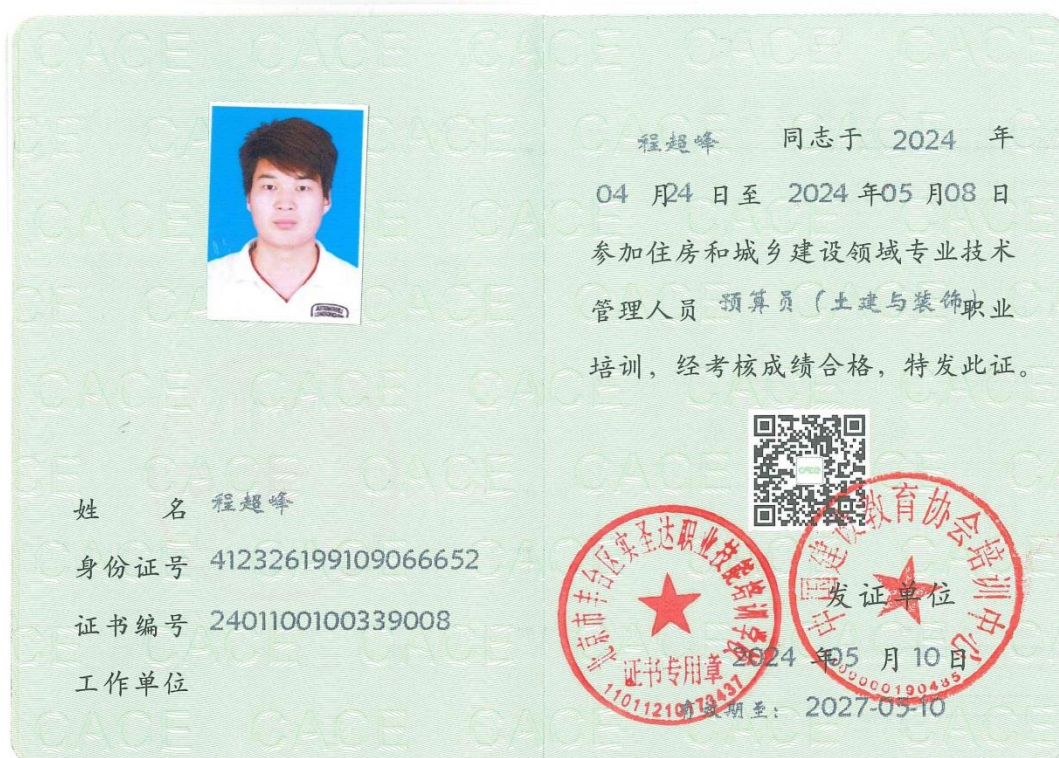 程超峰 同志于 2024 年
04 月24 日至 2024 年05 月08 日
参加住房和城乡建设领域专业技术
管理人员 预算员（土建与装饰）职业
培训，经考核成绩合格，特发此证。
姓 名 程超峰
身份证号 412326199109066652
证书编号 2401100100339008
工作单位
北京市丰台区实圣达职业技能培训学校
证书专用章
中国建设教育协会培训中心
发证单位
2024 年05 月 10 日
有效期至： 2027-05-10
CACE